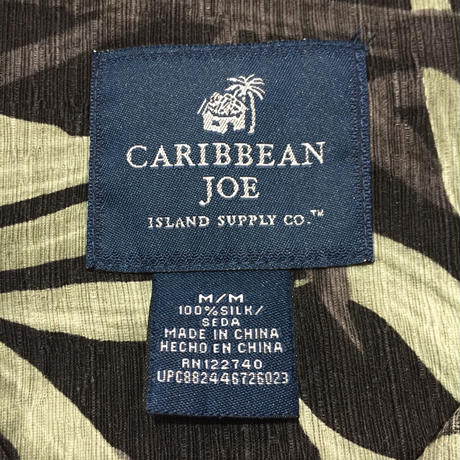 CARIBBEAN
JOE
ISLAND SUPPLY CO.™
M/M
100%SILK/
SEDA
MADE IN CHINA
HECHO EN CHINA
RN122740
UPC882446726023